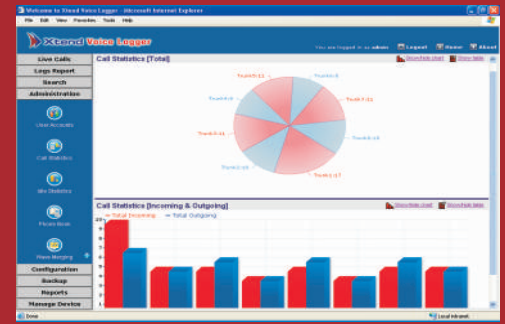 Welcome to Xtend Voice Logger - Microsoft Internet Explorer
File Edit View Favorites Tools Help
Xtend Voice Logger
You are logged in as admin Logout Home About
Live Calls
Logs Report
Search
Administration
User Accounts
Call Statistics
Site Statistics
Phone Book
Phone Merging
Configuration
Backup
Reports
Manage Device
Call Statistics [Total]
Show/Hide chart Show table
Call Statistics [Incoming & Outgoing]
Show/Hide chart Show/Hide table
Total Incoming Total Outgoing
Done
Local intranet